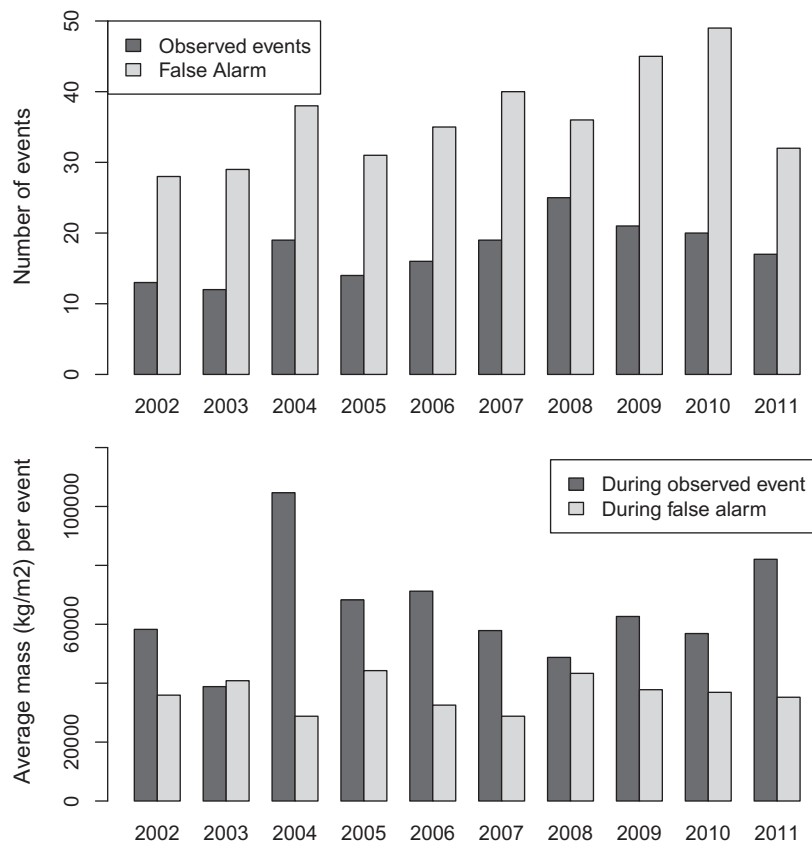 Number of events
50
40
30
20
10
0
Observed events
False Alarm
2002 2003 2004 2005 2006 2007 2008 2009 2010 2011
Average mass (kg/m2) per event
100000
60000
20000
0
During observed event
During false alarm
2002 2003 2004 2005 2006 2007 2008 2009 2010 2011